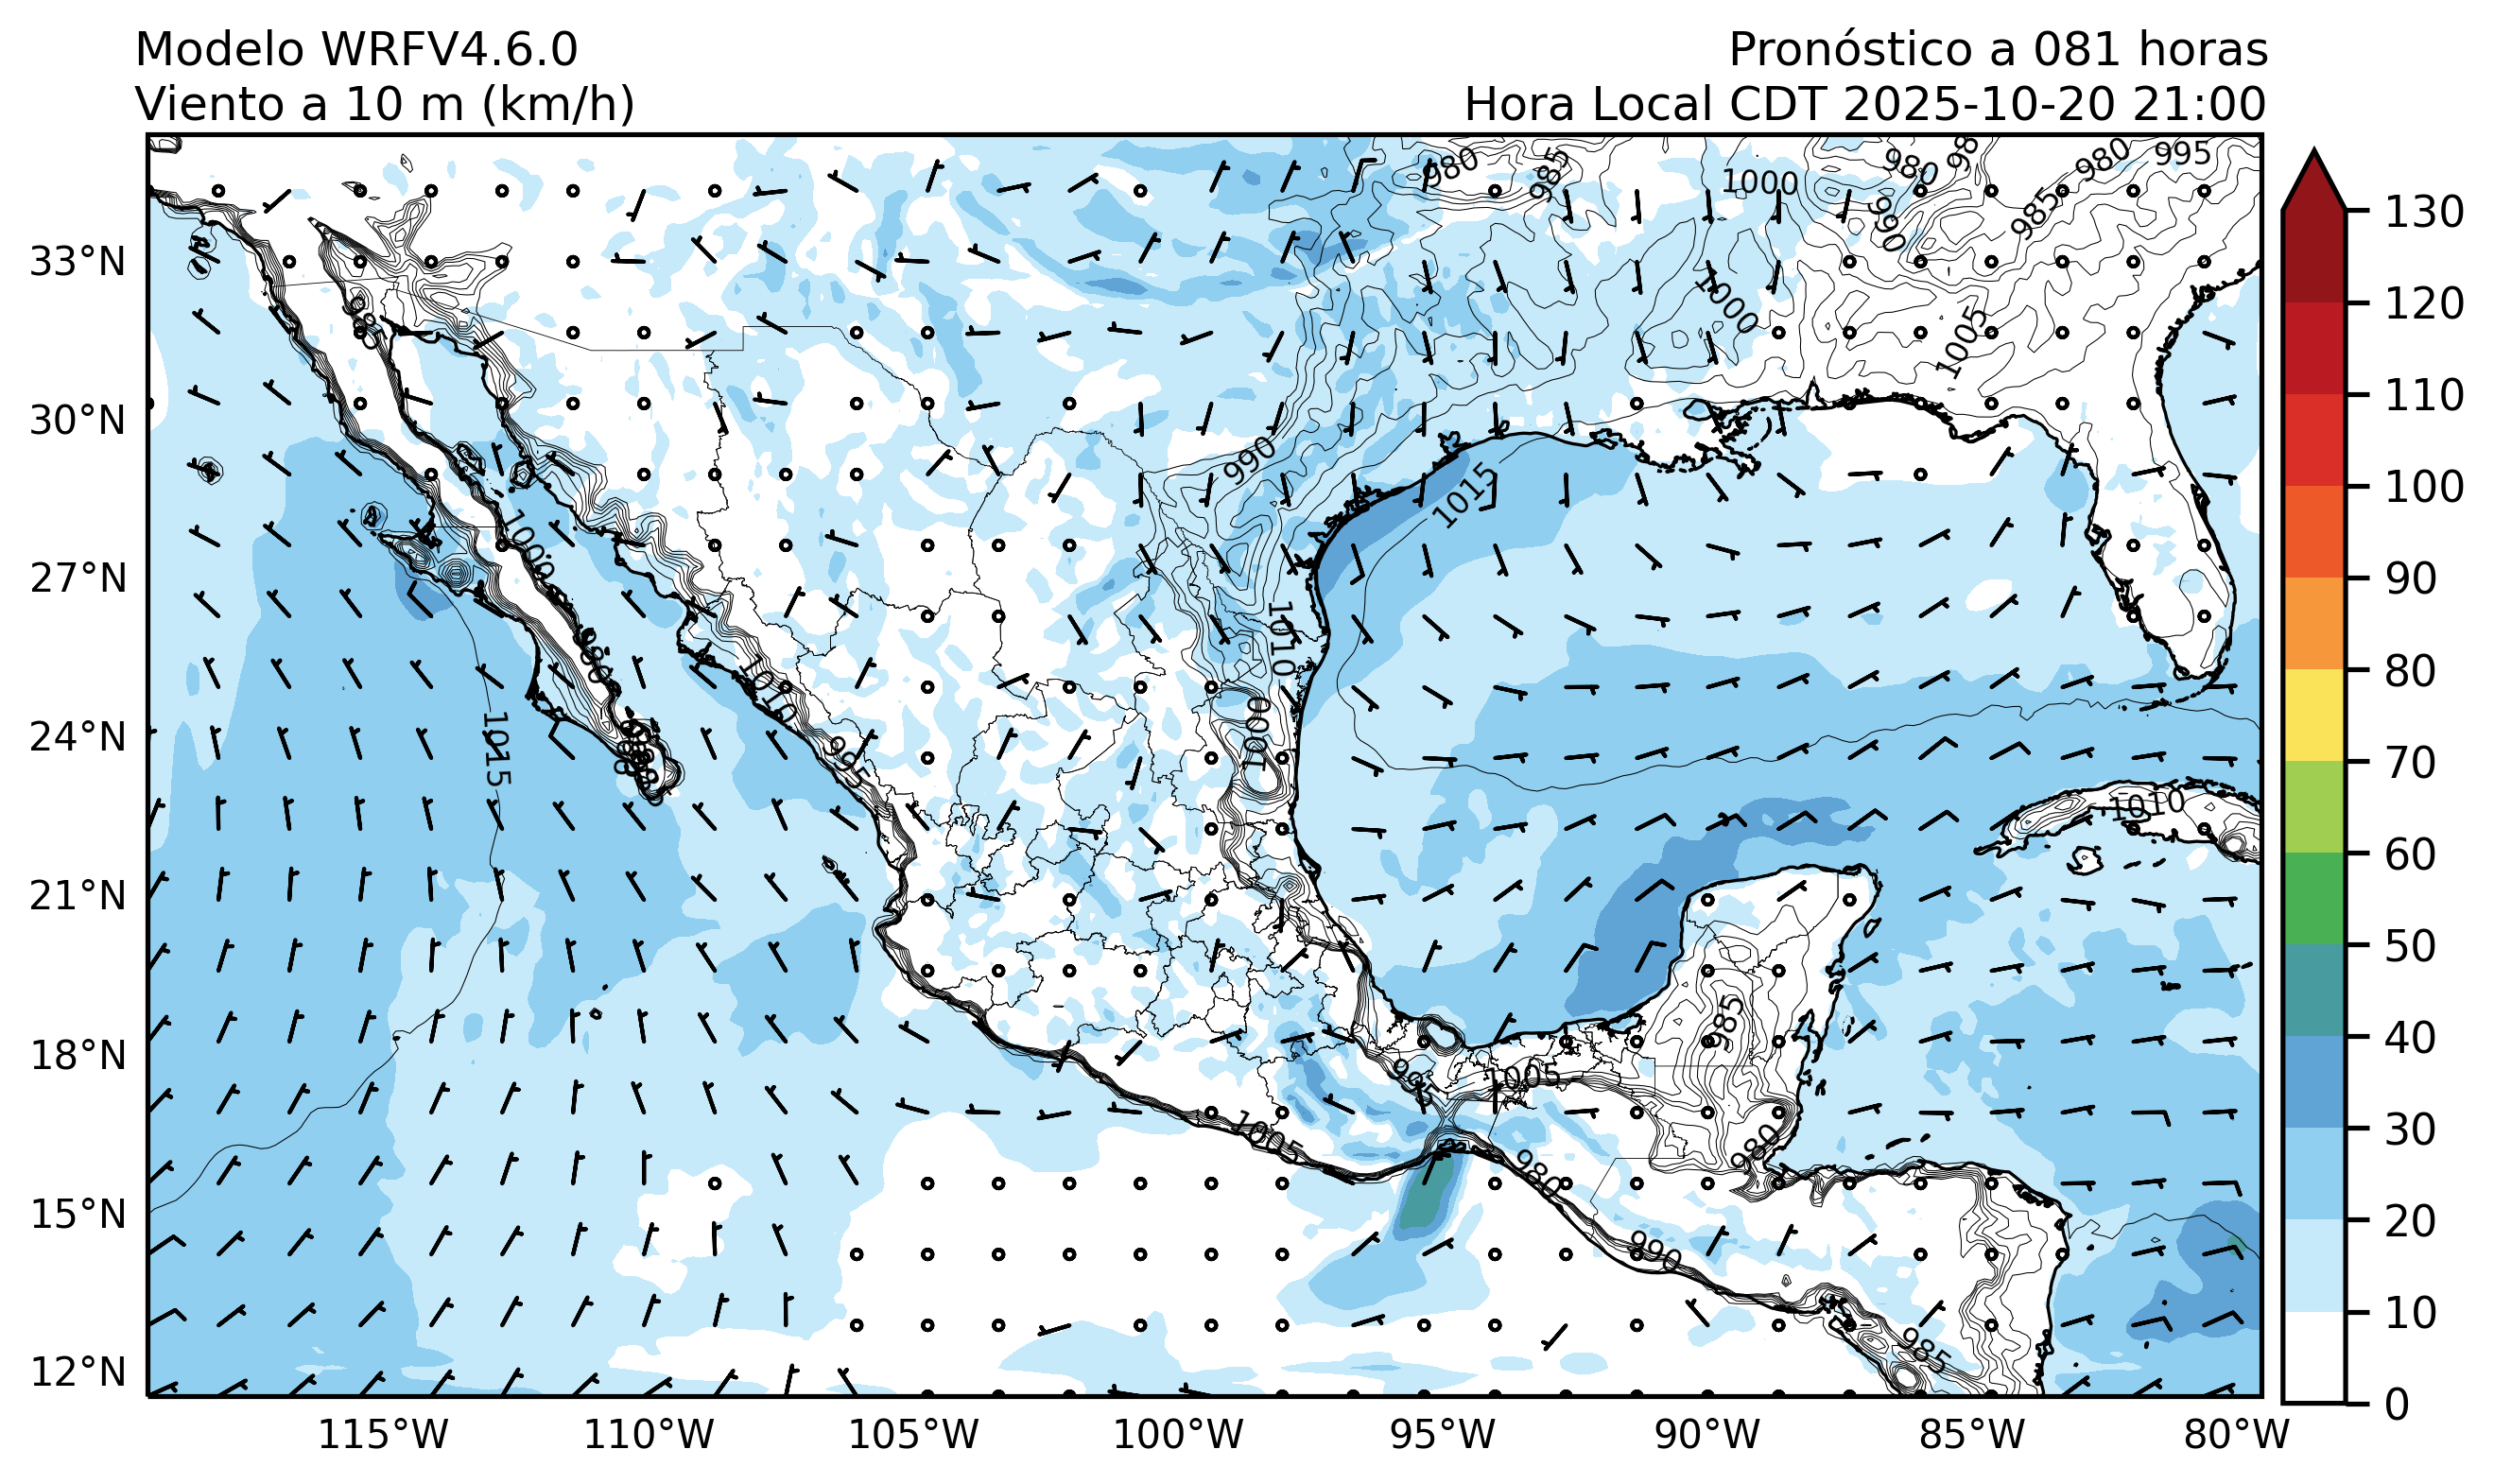 Modelo WRFV4.6.0
Viento a 10 m (km/h)
Pronóstico a 081 horas
Hora Local CDT 2025-10-20 21:00
33°N
30°N
27°N
24°N
21°N
18°N
15°N
12°N
115°W
110°W
105°W
100°W
95°W
90°W
85°W
80°W
130
120
110
100
90
80
70
60
50
40
30
20
10
0
980
985
1000
980
980
995
990
985
1000
1005
990
1015
1000
1010
980
1010
1015
1000
995
1010
985
995
1005
1005
980
980
990
985